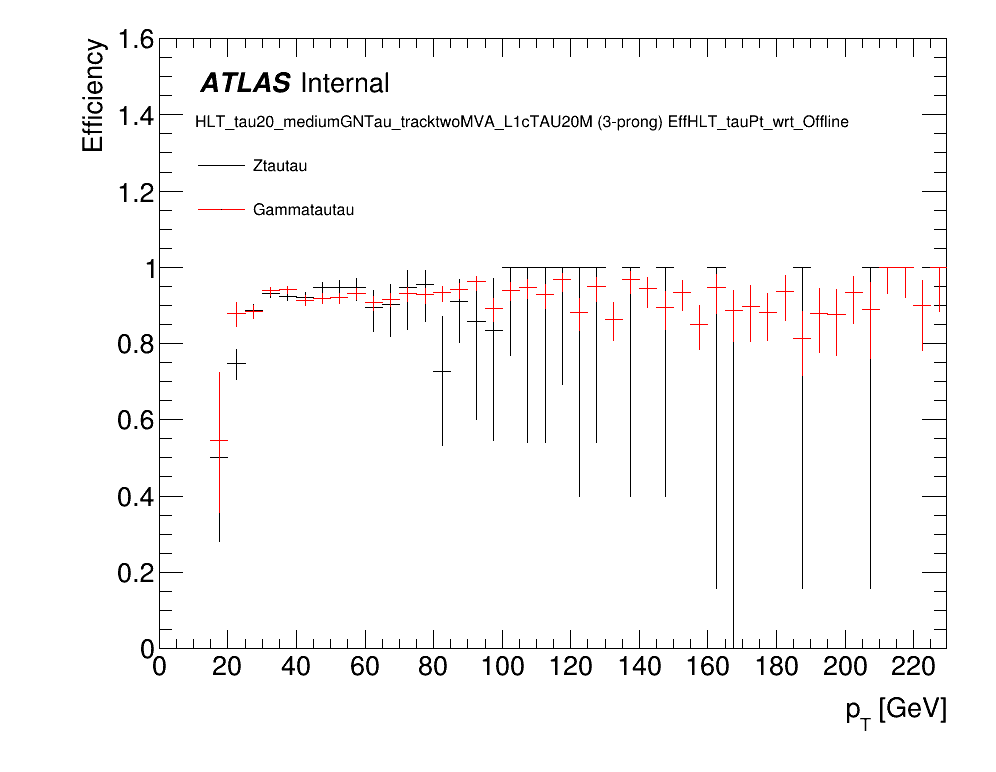 Efficiency
1.6
1.4
1.2
1
0.8
0.6
0.4
0.2
0
ATLAS Internal
HLT_tau20_mediumGNTau_tracktwoMVA_L1cTAU20M (3-prong) EffHLT_tauPt_wrt_Offline
Ztautau
Gammatautau
0 20 40 60 80 100 120 140 160 180 200 220
p_T [GeV]